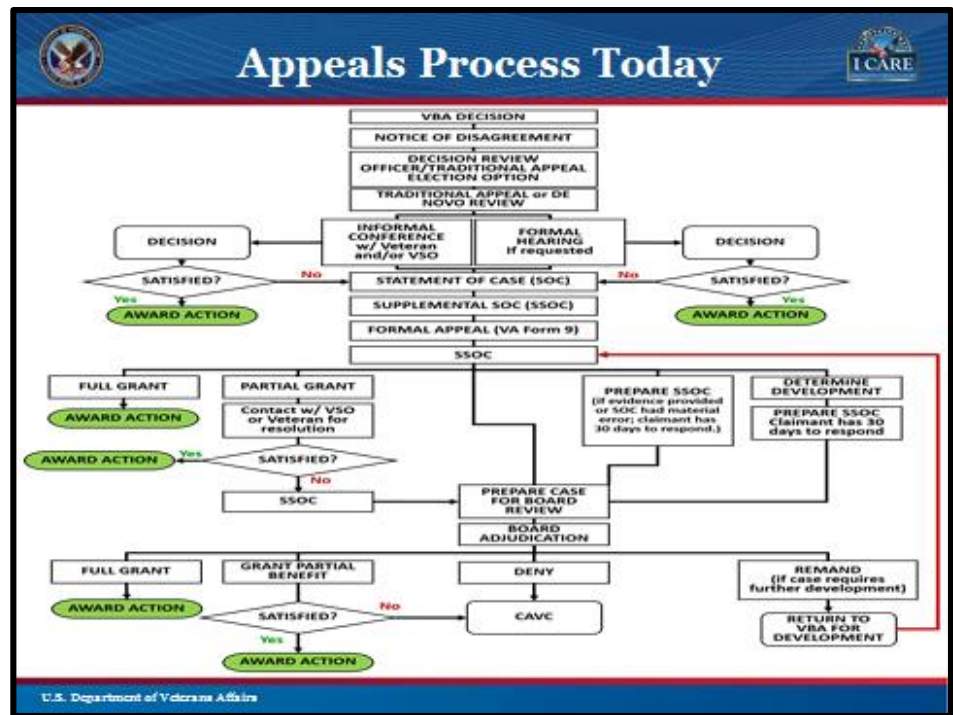 Appeals Process Today
I CARE
VBA DECISION
NOTICE OF DISAGREEMENT
DECISION REVIEW
OFFICER/TRADITIONAL APPEAL
ELECTION OPTION
TRADITIONAL APPEAL or DE
NOVO REVIEW
DECISION
INFORMAL
CONFERENCE
w/ Veteran
and/or VSO
FORMAL
HEARING
if requested
DECISION
SATISFIED?
No
STATEMENT OF CASE (SOC)
No
SATISFIED?
Yes
AWARD ACTION
SUPPLEMENTAL SOC (SSOC)
Yes
AWARD ACTION
FORMAL APPEAL (VA Form 9)
SSOC
FULL GRANT
AWARD ACTION
PARTIAL GRANT
Contact w/ VSO
or Veteran for
resolution
PREPARE SSOC
(if evidence provided
or SOC had material
error; claimant has
30 days to respond.)
DETERMINE
DEVELOPMENT
PREPARE SSOC
Claimant has 30
days to respond
AWARD ACTION
Yes
SATISFIED?
No
SSOC
PREPARE CASE
FOR BOARD
REVIEW
BOARD
ADJUDICATION
FULL GRANT
AWARD ACTION
GRANT PARTIAL
BENEFIT
SATISFIED?
No
Yes
AWARD ACTION
DENY
CAVC
REMAND
(if case requires
further development)
RETURN TO
VBA FOR
DEVELOPMENT
U.S. Department of Veterans Affairs